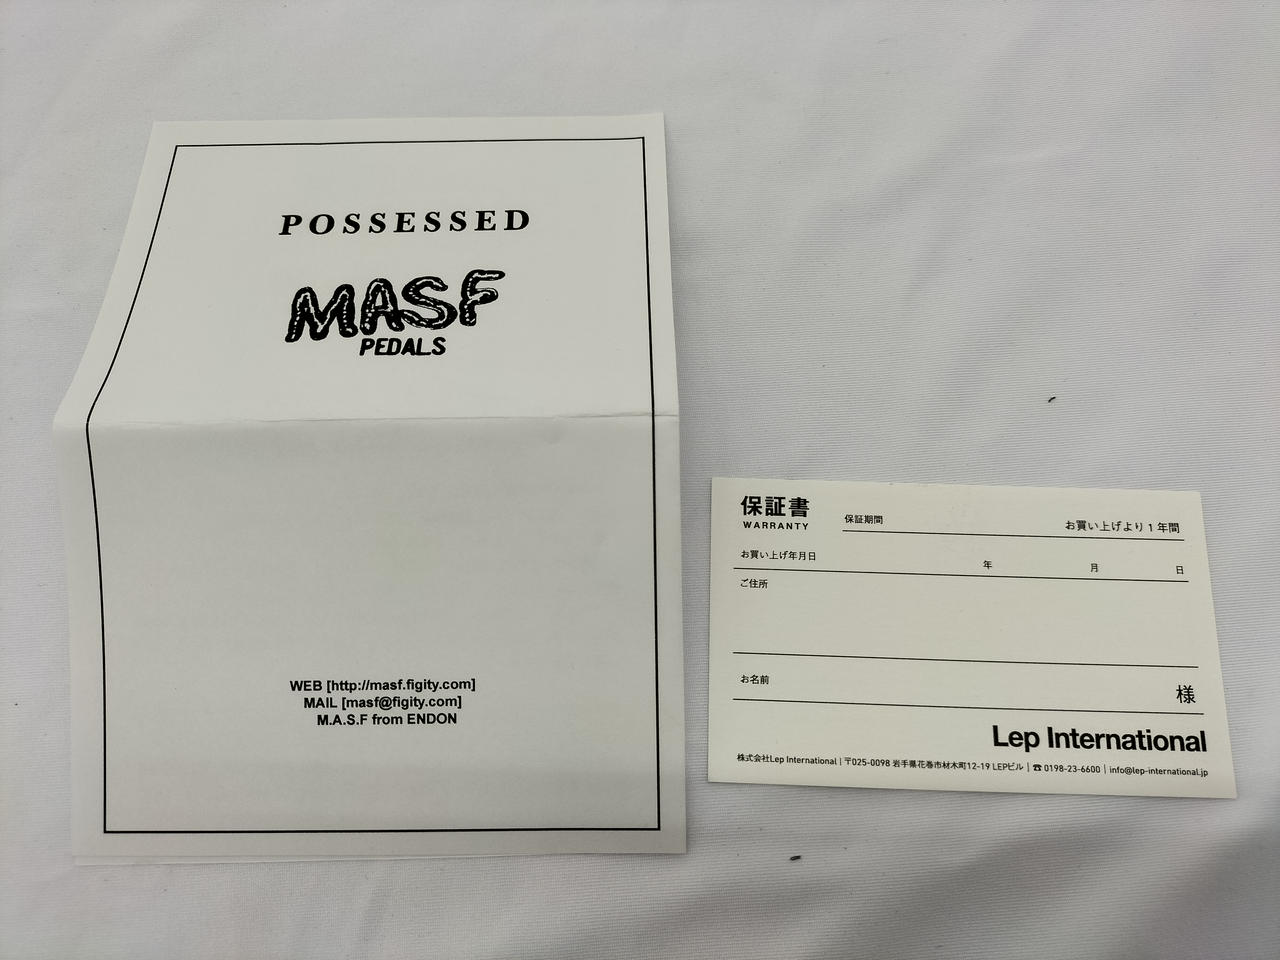 POSSESSED
MASF
PEDALS
WEB [http://masf.figity.com]
MAIL [masf@figity.com]
M.A.S.F from ENDON
保証書
WARRANTY
保証期間 お買い上げより1年間
お買い上げ年月日 年 月 日
ご住所
お名前 様
Lep International
株式会社Lep International | 〒025-0098 岩手県花巻市材木町12-19 LEPビル | ☎ 0198-23-6600 | info@lep-international.jp